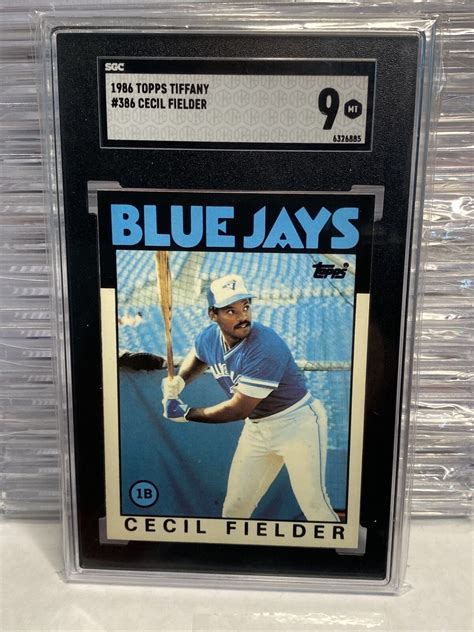 SGC
1986 TOPPS TIFFANY
#386 CECIL FIELDER
9 MT
6326885
BLUE JAYS
topps
1B
CECIL FIELDER